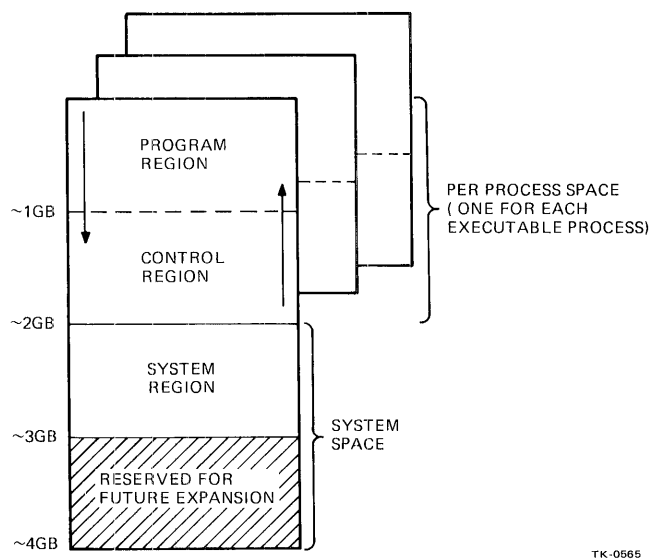 PROGRAM
REGION
~1GB
CONTROL
REGION
~2GB
SYSTEM
REGION
~3GB
RESERVED FOR
FUTURE EXPANSION
~4GB
PER PROCESS SPACE
( ONE FOR EACH
EXECUTABLE PROCESS)
SYSTEM
SPACE
TK-0565